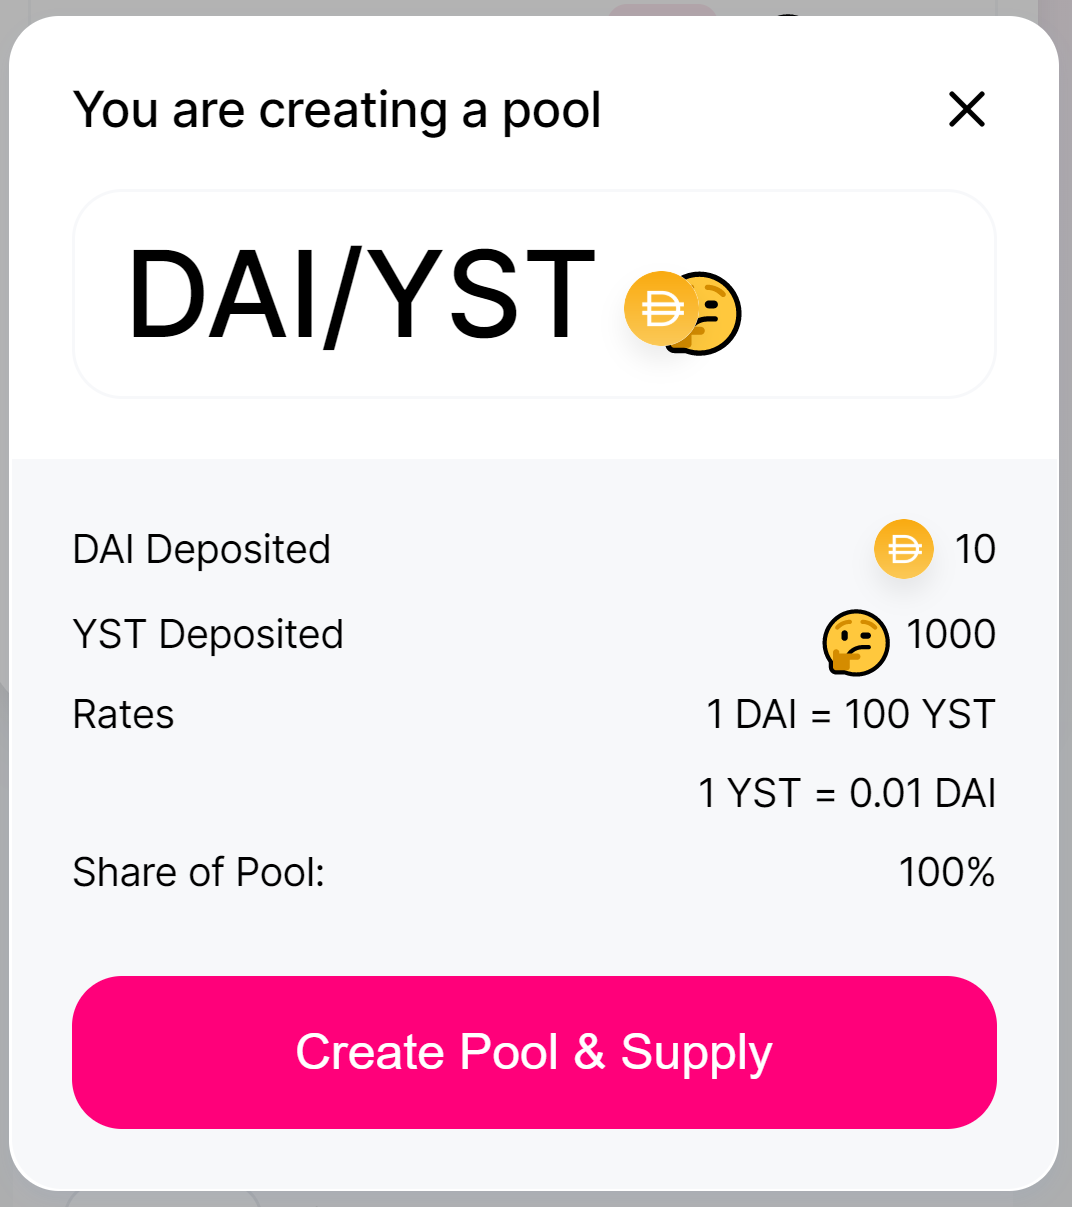 You are creating a pool
DAI/YST
DAI Deposited 10
YST Deposited 1000
Rates 1 DAI = 100 YST
1 YST = 0.01 DAI
Share of Pool: 100%
Create Pool & Supply